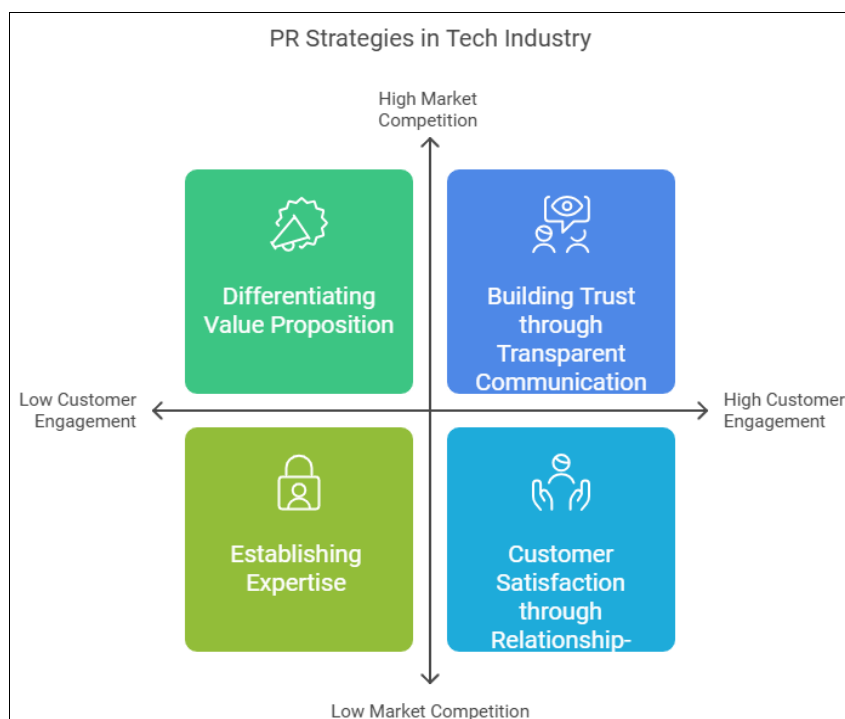 PR Strategies in Tech Industry
High Market
Competition
Differentiating
Value Proposition
Building Trust
through
Transparent
Communication
Low Customer
Engagement
High Customer
Engagement
Establishing
Expertise
Customer
Satisfaction
through
Relationship-
Low Market Competition